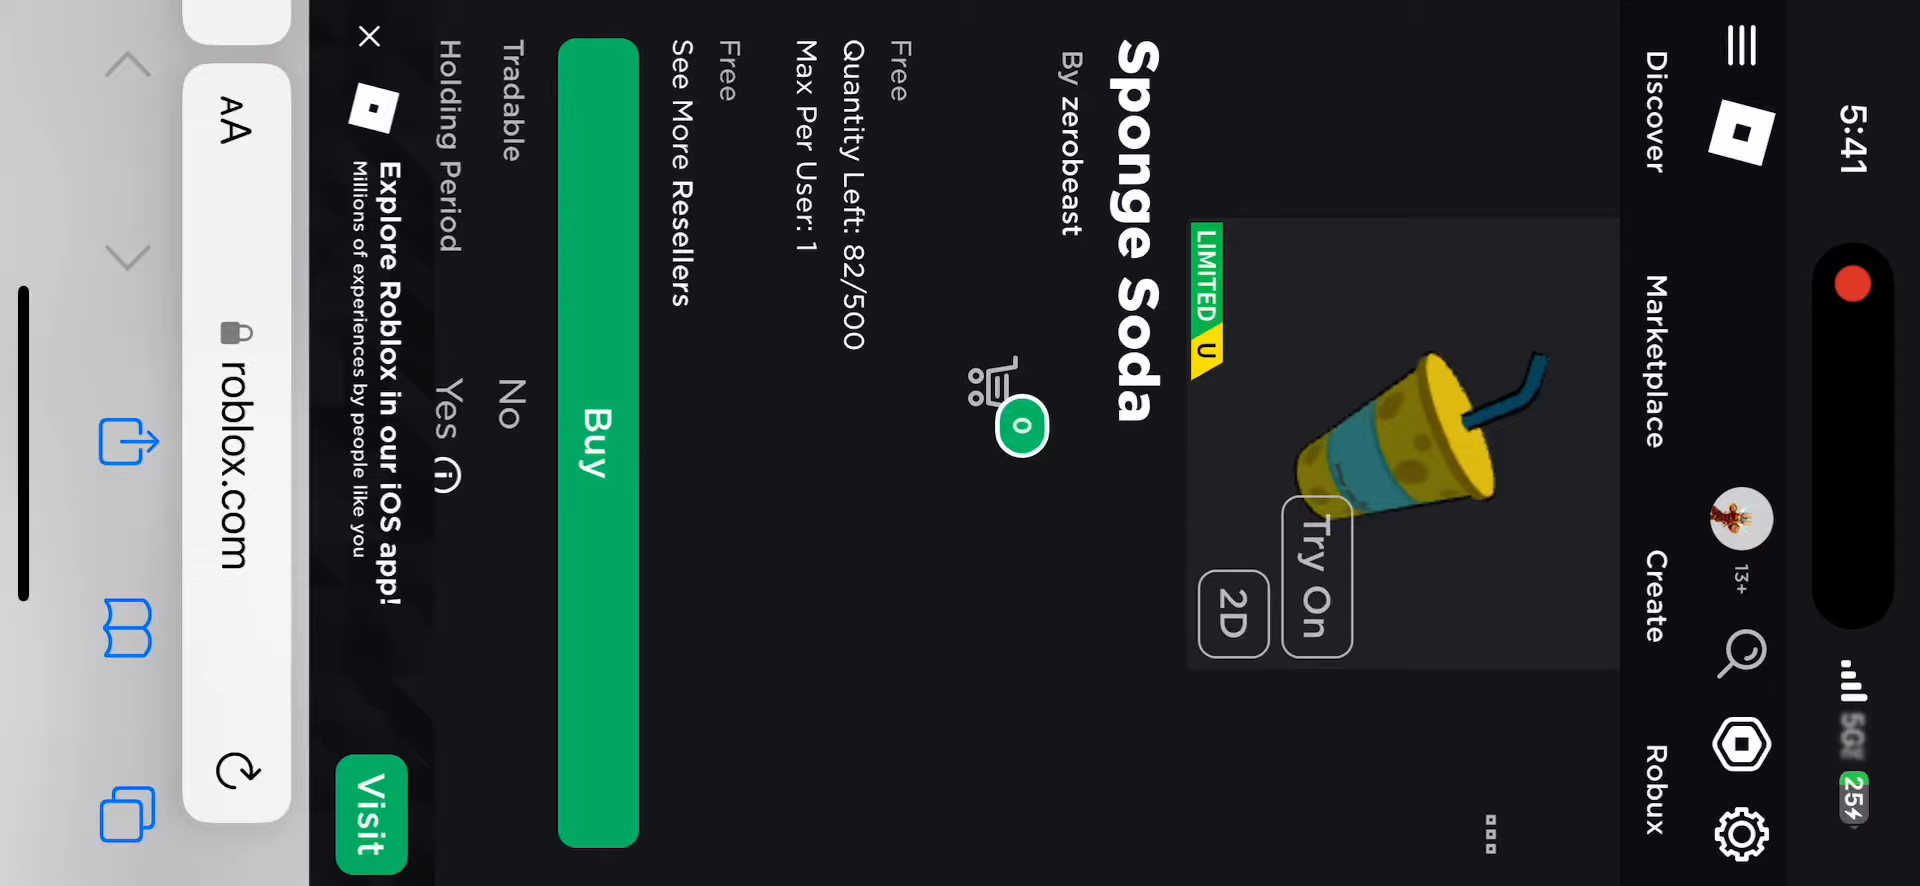 5:41
5G
25
13+
Discover
Marketplace
Create
Robux
LIMITED U
Try On
2D
Sponge Soda
By zerobeast
0
Free
Quantity Left: 82/500
Max Per User: 1
Free
See More Resellers
Buy
Tradable
No
Holding Period
Yes
Explore Roblox in our iOS app!
Millions of experiences by people like you
Visit
AA
roblox.com